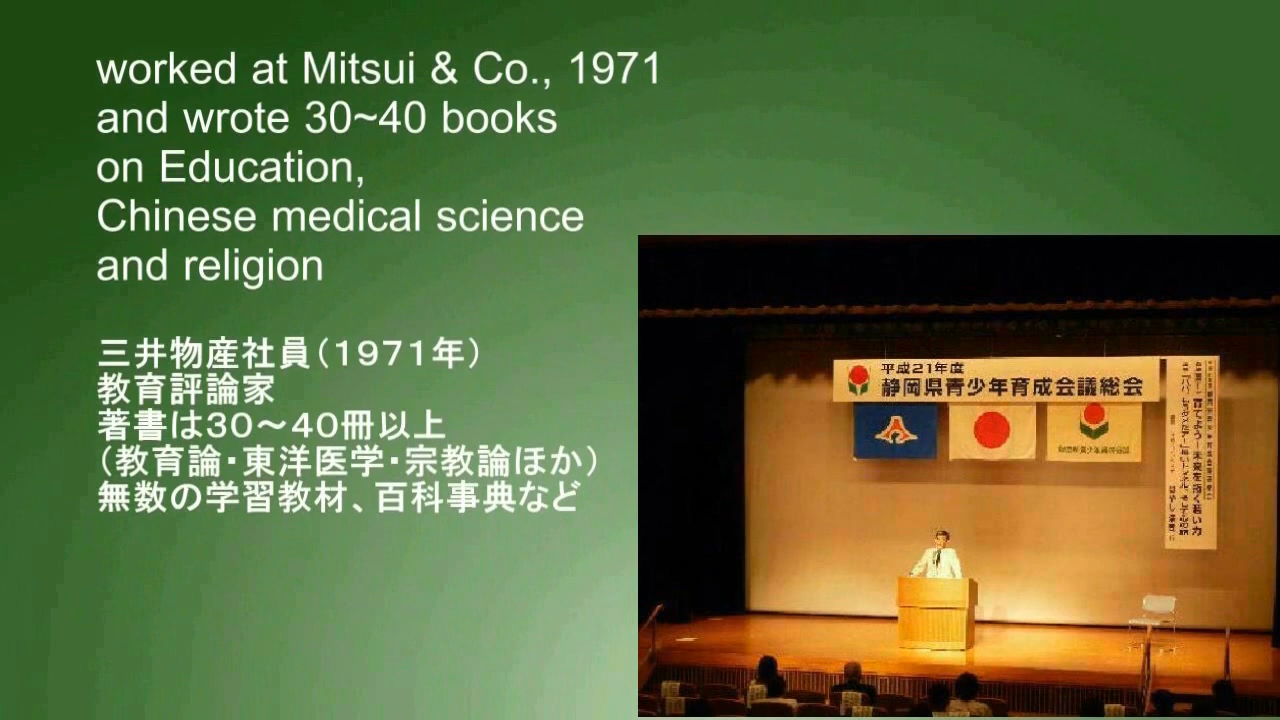 worked at Mitsui & Co., 1971
and wrote 30~40 books
on Education,
Chinese medical science
and religion
三井物産社員(1971年)
教育評論家
著書は30~40冊以上
(教育論・東洋医学・宗教論ほか)
無数の学習教材、百科事典など
平成21年度
静岡県青少年育成会議総会